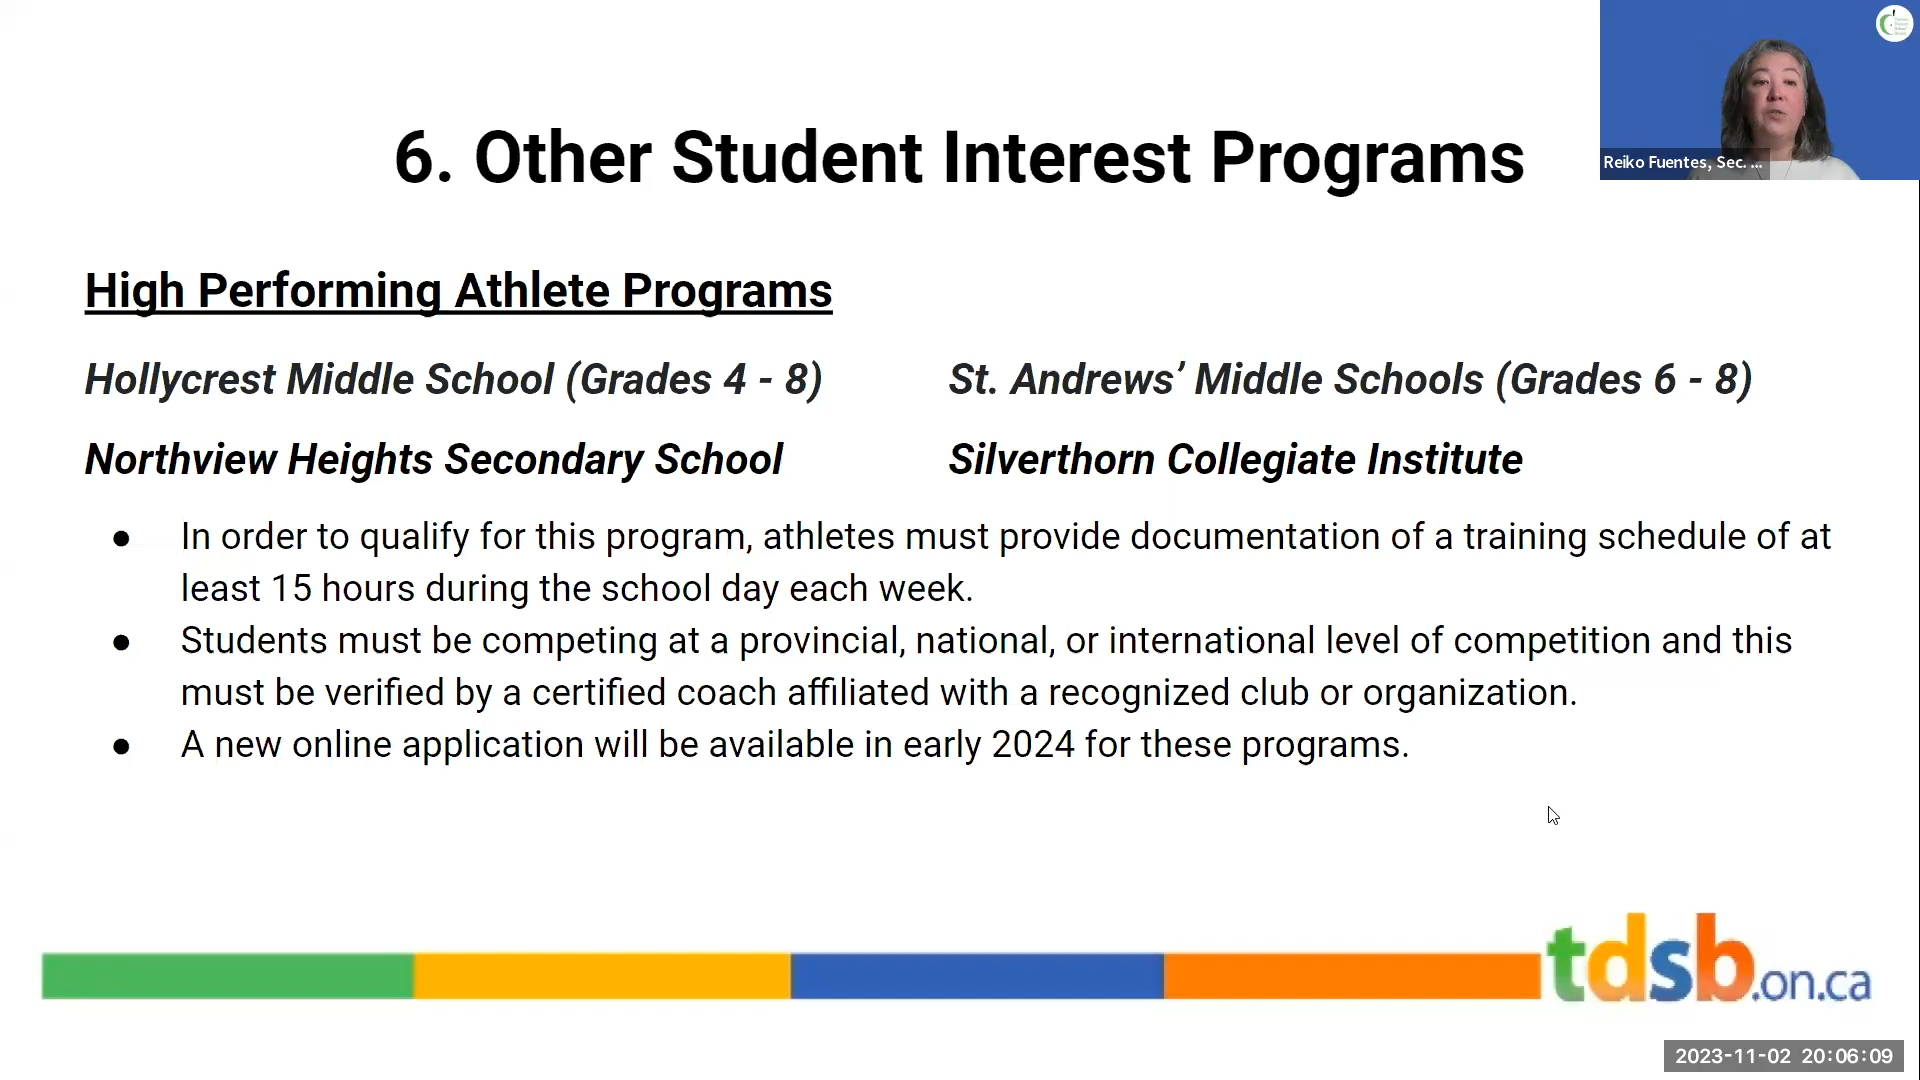 6. Other Student Interest Programs
Reiko Fuentes, Sec. ...
High Performing Athlete Programs
Hollycrest Middle School (Grades 4 - 8)
St. Andrews’ Middle Schools (Grades 6 - 8)
Northview Heights Secondary School
Silverthorn Collegiate Institute
● In order to qualify for this program, athletes must provide documentation of a training schedule of at
least 15 hours during the school day each week.
● Students must be competing at a provincial, national, or international level of competition and this
must be verified by a certified coach affiliated with a recognized club or organization.
● A new online application will be available in early 2024 for these programs.
tdsb.on.ca
2023-11-02 20:06:09